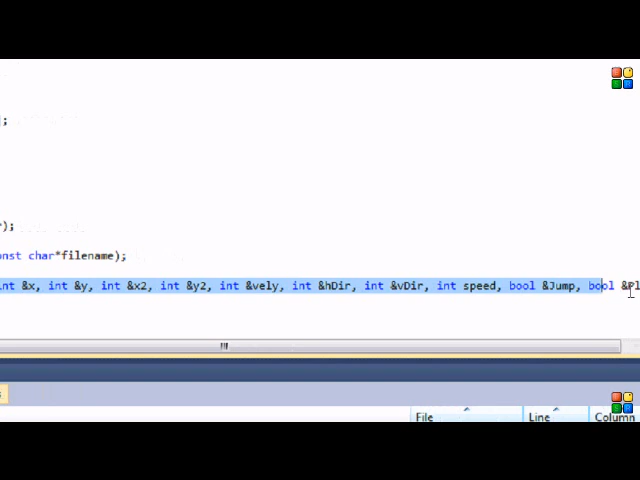 ;
);
onst char*filename);
int &x, int &y, int &x2, int &y2, int &vely, int &hDir, int &vDir, int speed, bool &Jump, bool &Pl
File Line Column